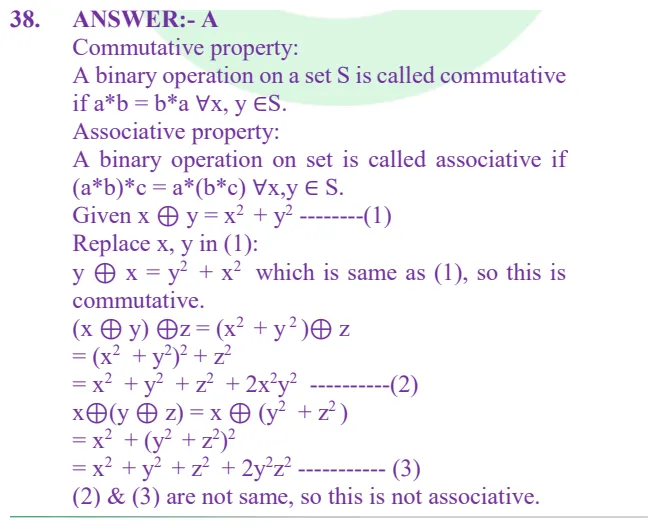 38. ANSWER:- A
Commutative property:
A binary operation on a set S is called commutative
if a*b = b*a ∀x, y ∈S.
Associative property:
A binary operation on set is called associative if
(a*b)*c = a*(b*c) ∀x,y ∈ S.
Given x ⊕ y = x² + y² --------(1)
Replace x, y in (1):
y ⊕ x = y² + x² which is same as (1), so this is
commutative.
(x ⊕ y) ⊕z = (x² + y²)⊕ z
= (x² + y²)² + z²
= x² + y² + z² + 2x²y² ----------(2)
x⊕(y ⊕ z) = x ⊕ (y² + z²)
= x² + (y² + z²)²
= x² + y² + z² + 2y²z² ----------- (3)
(2) & (3) are not same, so this is not associative.